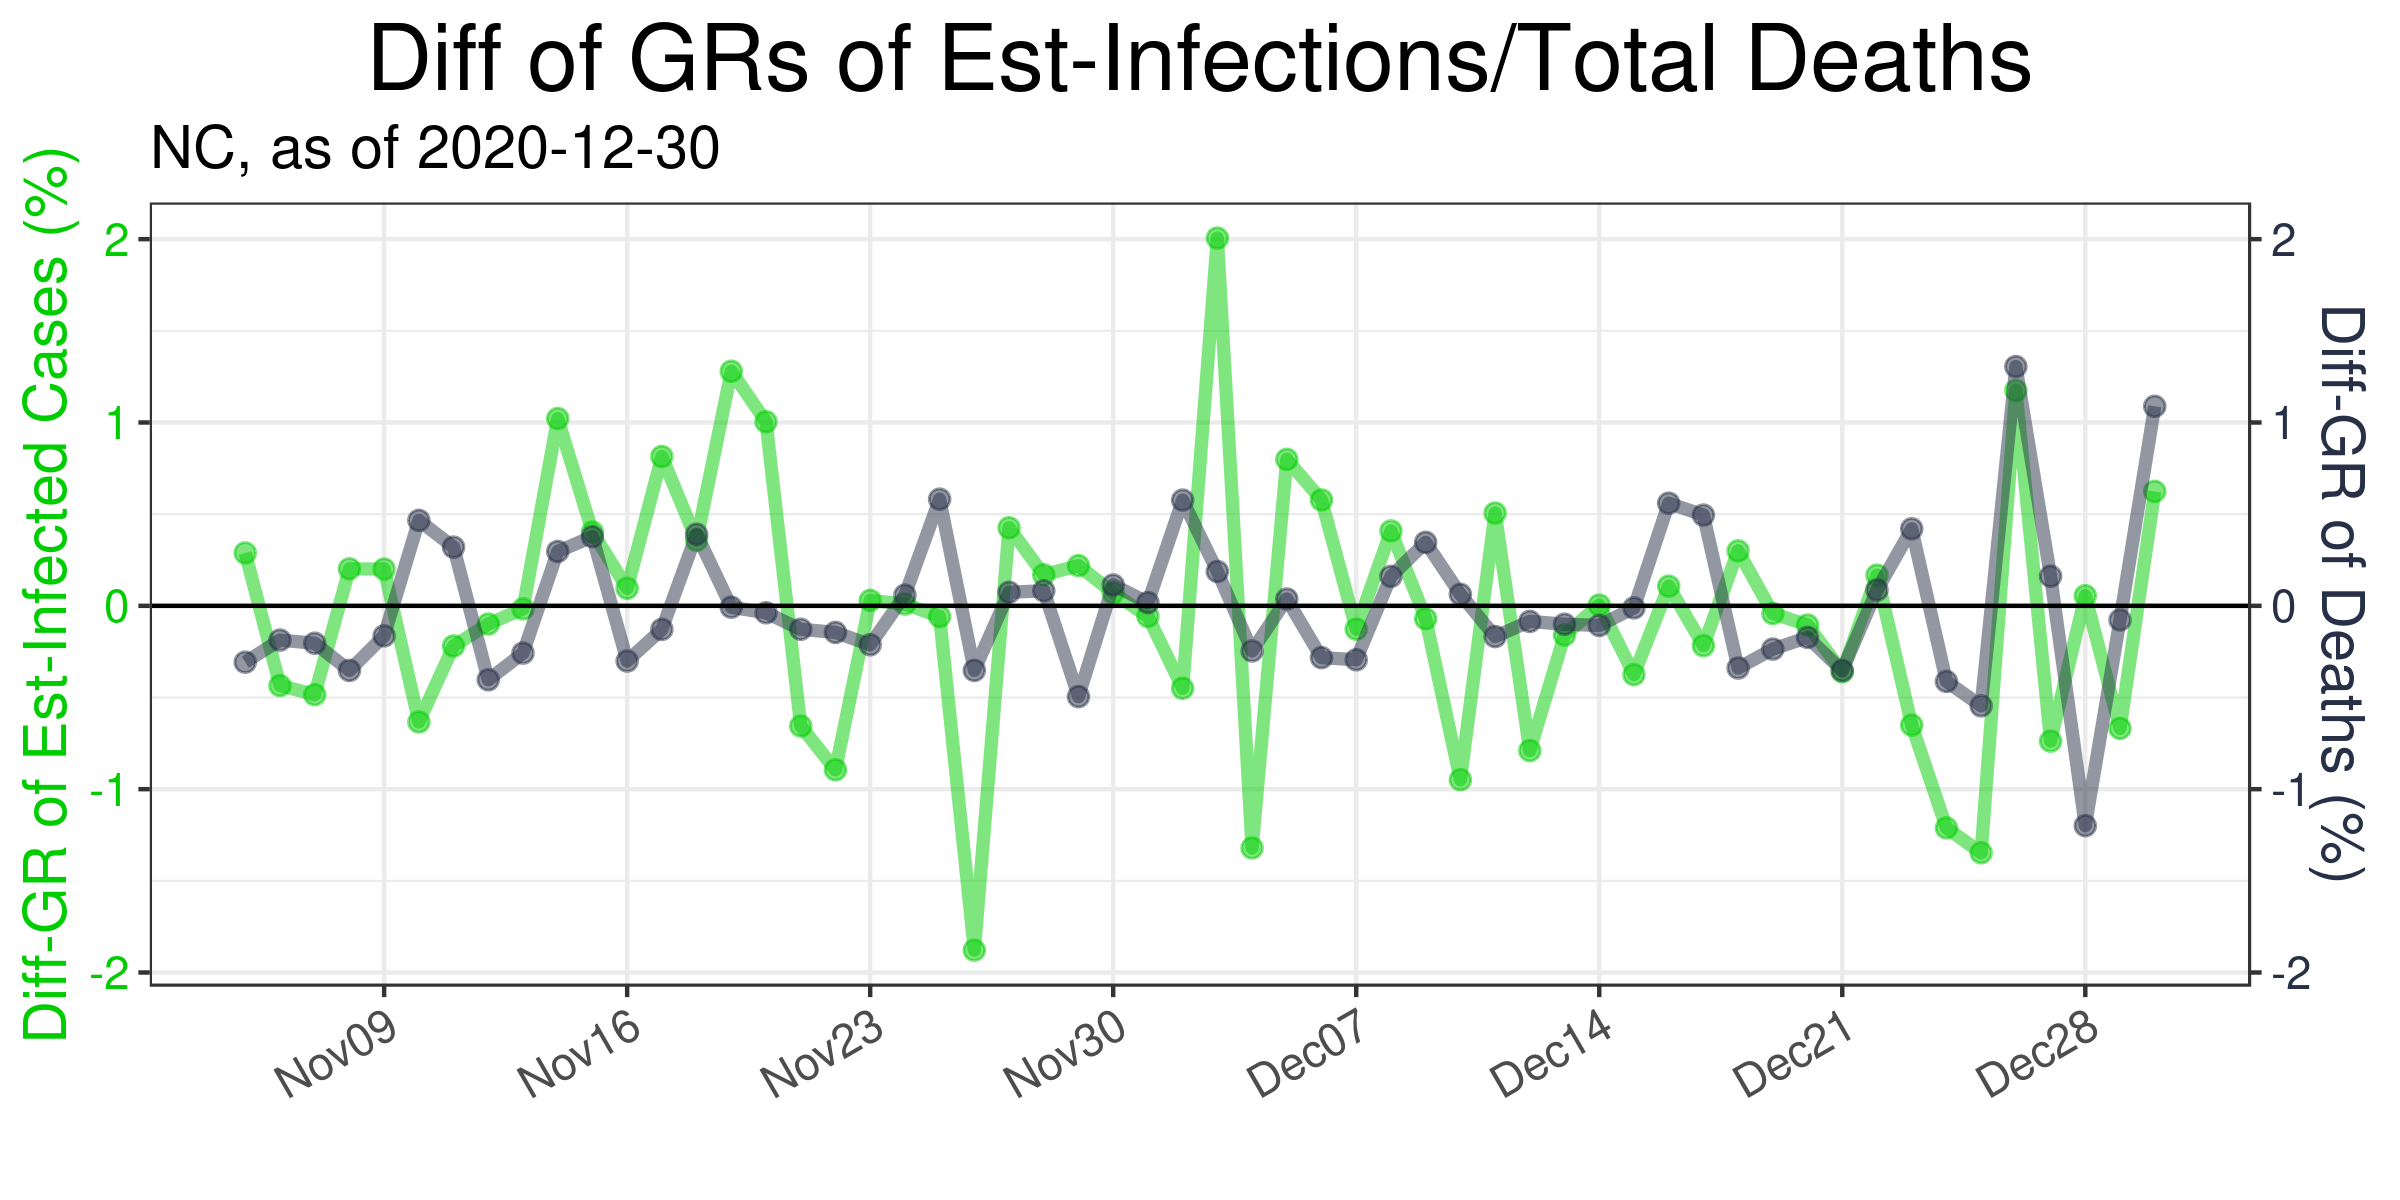 Diff of GRs of Est-Infections/Total Deaths
NC, as of 2020-12-30
Diff-GR of Est-Infected Cases (%)
2
1
0
-1
-2
2
1
0
-1
-2
Diff-GR of Deaths (%)
Nov09
Nov16
Nov23
Nov30
Dec07
Dec14
Dec21
Dec28